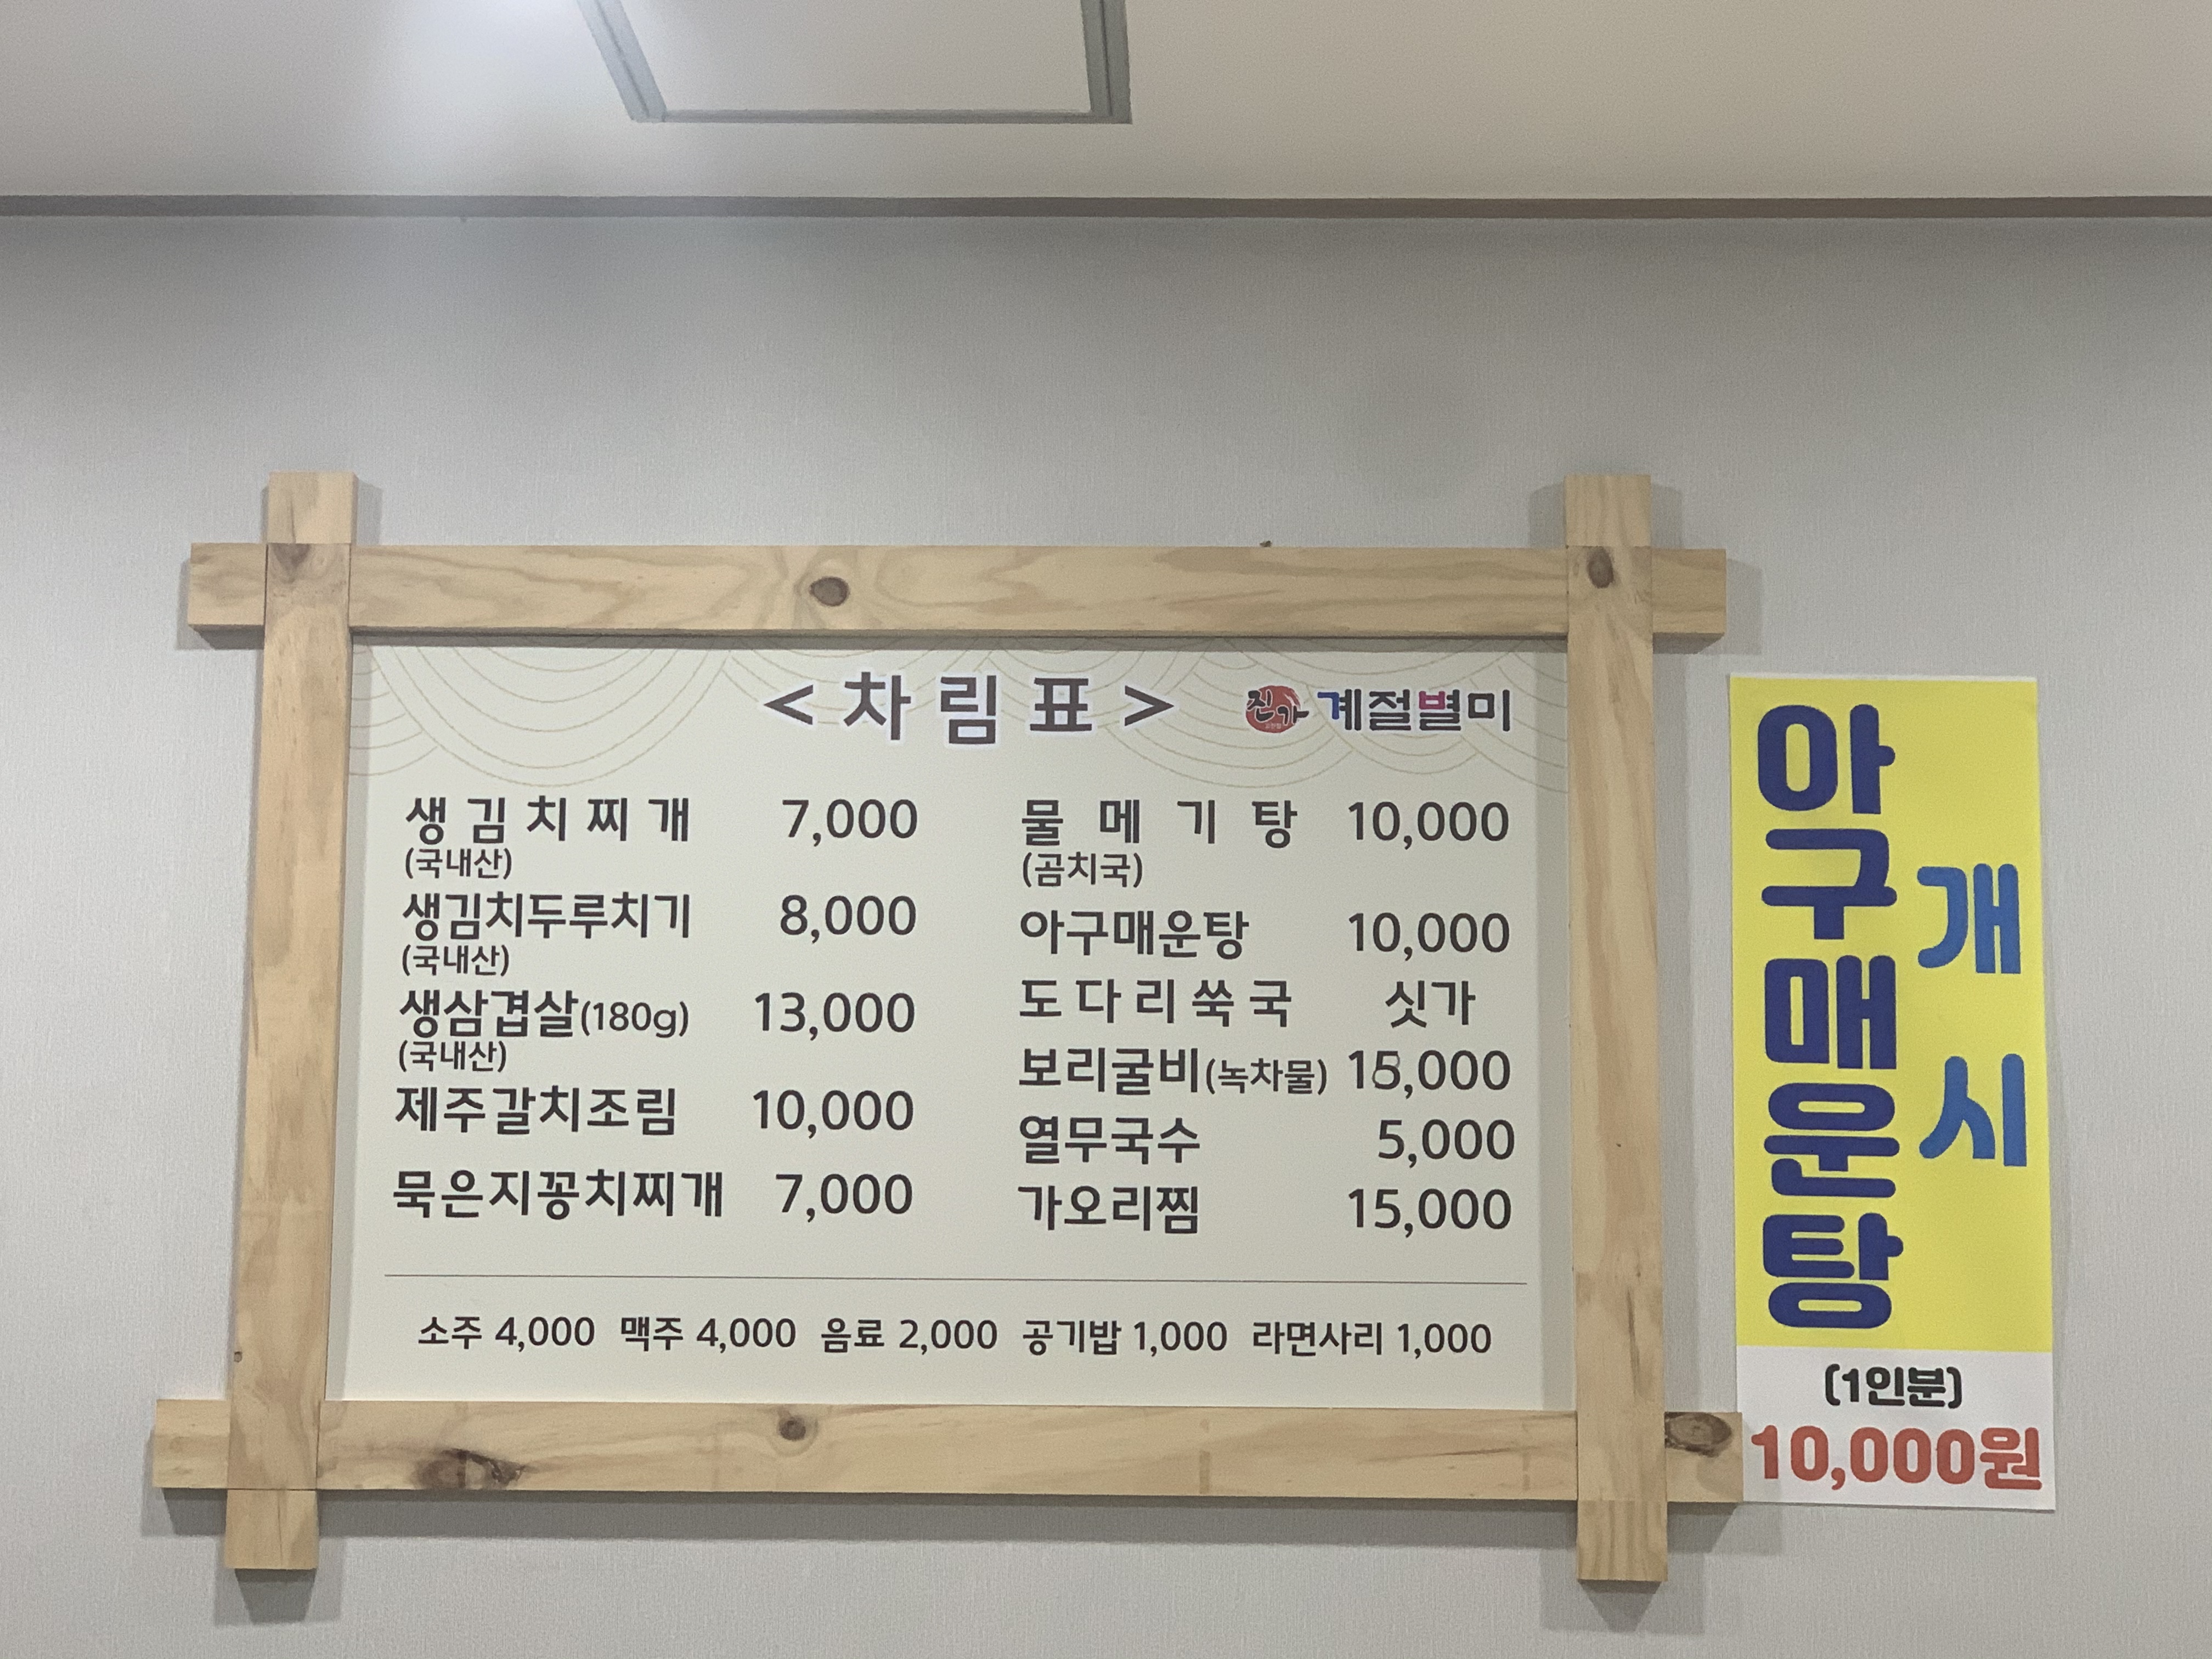 <차림표>
진가 계절별미
생김치찌개 7,000
(국내산)
생김치두루치기 8,000
(국내산)
생삼겹살(180g) 13,000
(국내산)
제주갈치조림 10,000
묵은지꽁치찌개 7,000
물메기탕 10,000
(곰치국)
아구매운탕 10,000
도다리쑥국 싯가
보리굴비(녹차물) 15,000
열무국수 5,000
가오리찜 15,000
소주 4,000 맥주 4,000 음료 2,000 공기밥 1,000 라면사리 1,000
아구매운탕
개시
(1인분)
10,000원